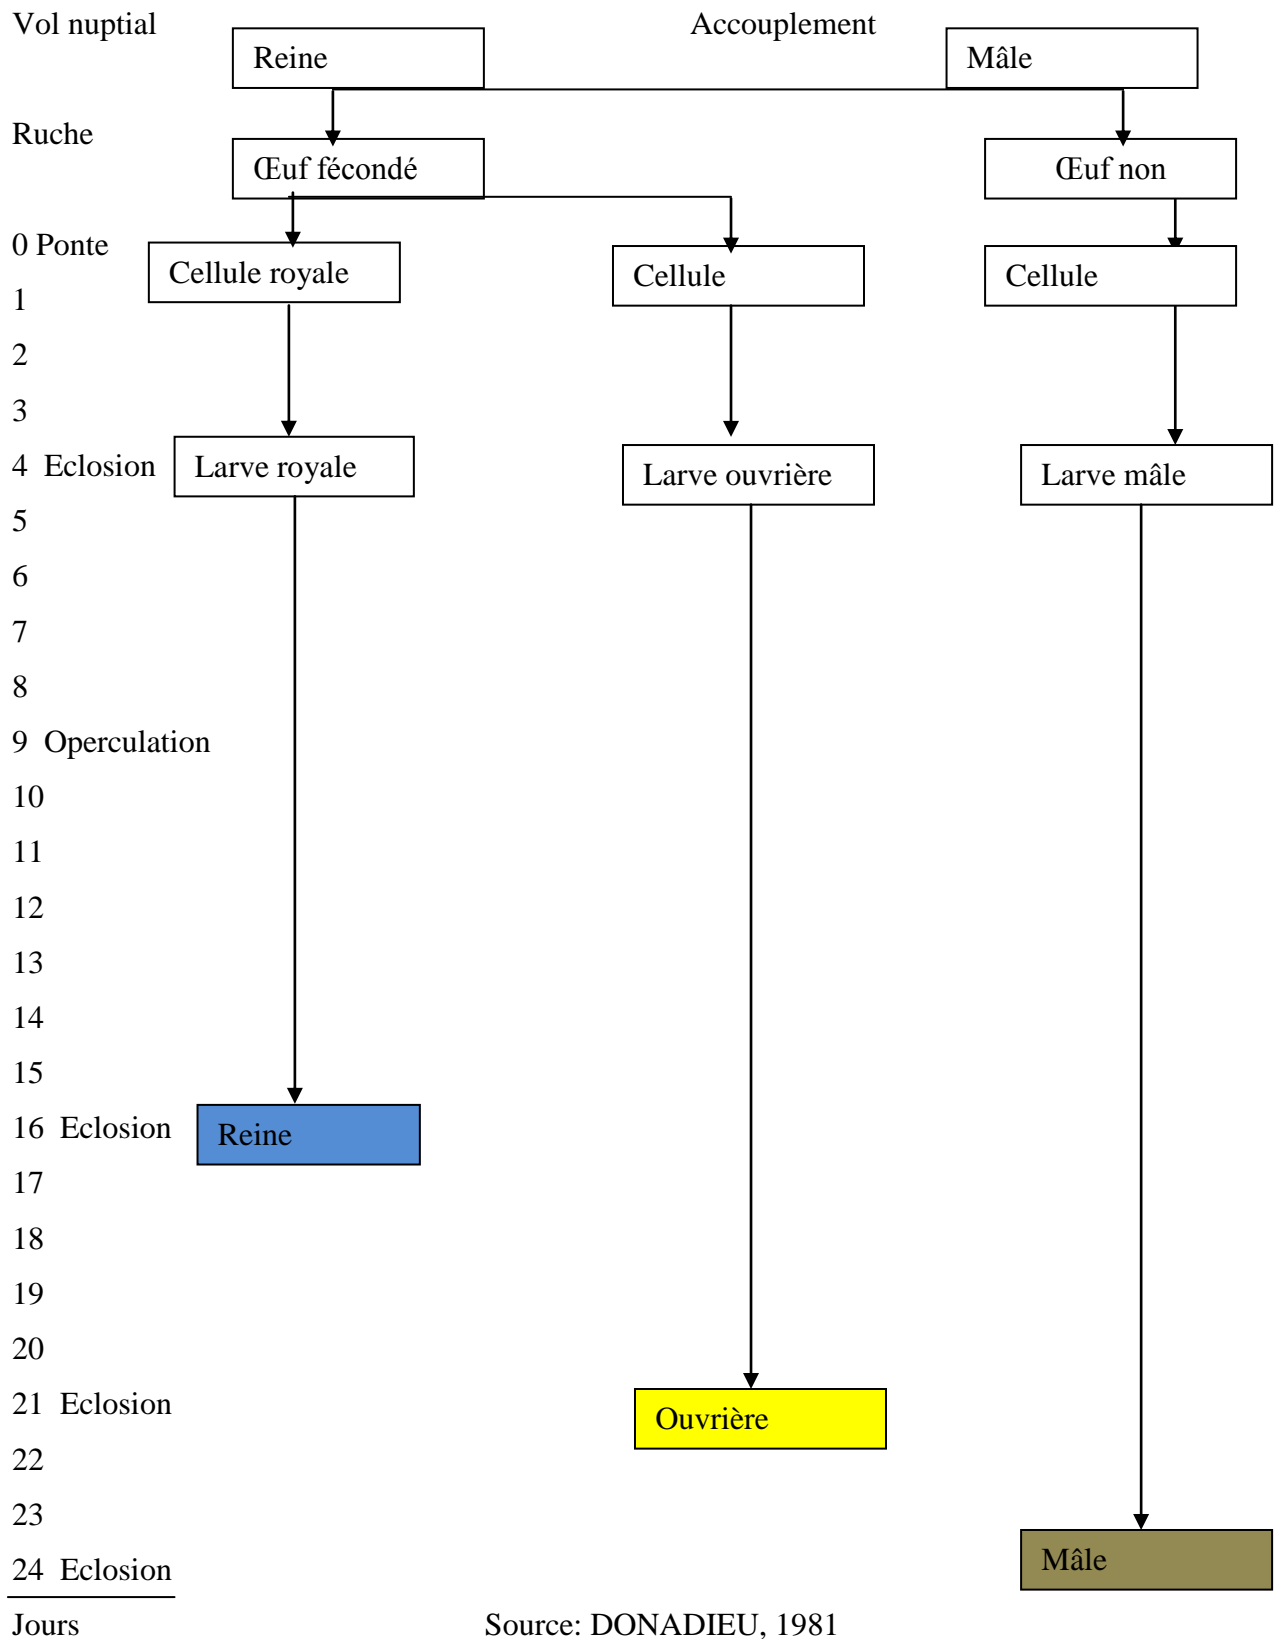 Vol nuptial
Accouplement
Reine
Mâle
Ruche
Œuf fécondé
Œuf non
0 Ponte
Cellule royale
Cellule
Cellule
1
2
3
4 Eclosion
Larve royale
Larve ouvrière
Larve mâle
5
6
7
8
9 Operculation
10
11
12
13
14
15
16 Eclosion
Reine
17
18
19
20
21 Eclosion
Ouvrière
22
23
24 Eclosion
Mâle
Jours
Source: DONADIEU, 1981